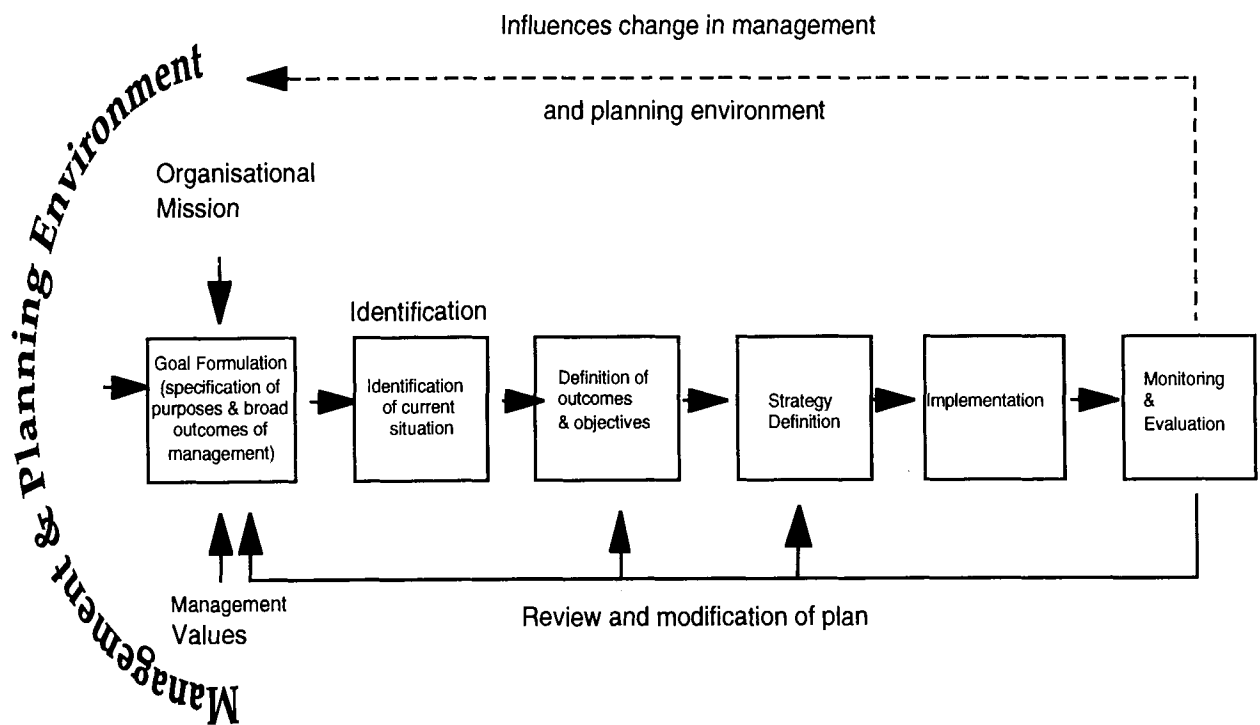 Influences change in management
and planning environment
Management & Planning Environment
Organisational
Mission
Identification
Goal Formulation
(specification of
purposes & broad
outcomes of
management)
Identification
of current
situation
Definition of
outcomes
& objectives
Strategy
Definition
Implementation
Monitoring
&
Evaluation
Management
Values
Review and modification of plan